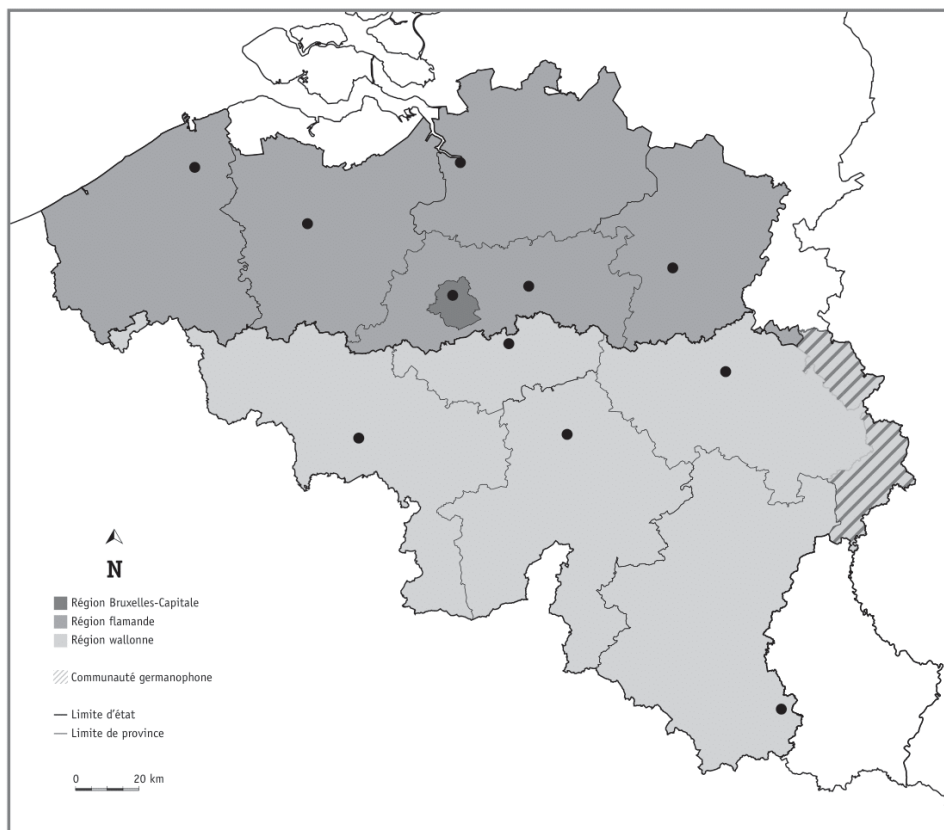 N
Région Bruxelles-Capitale
Région flamande
Région wallonne
Communauté germanophone
Limite d'état
Limite de province
0 20 km